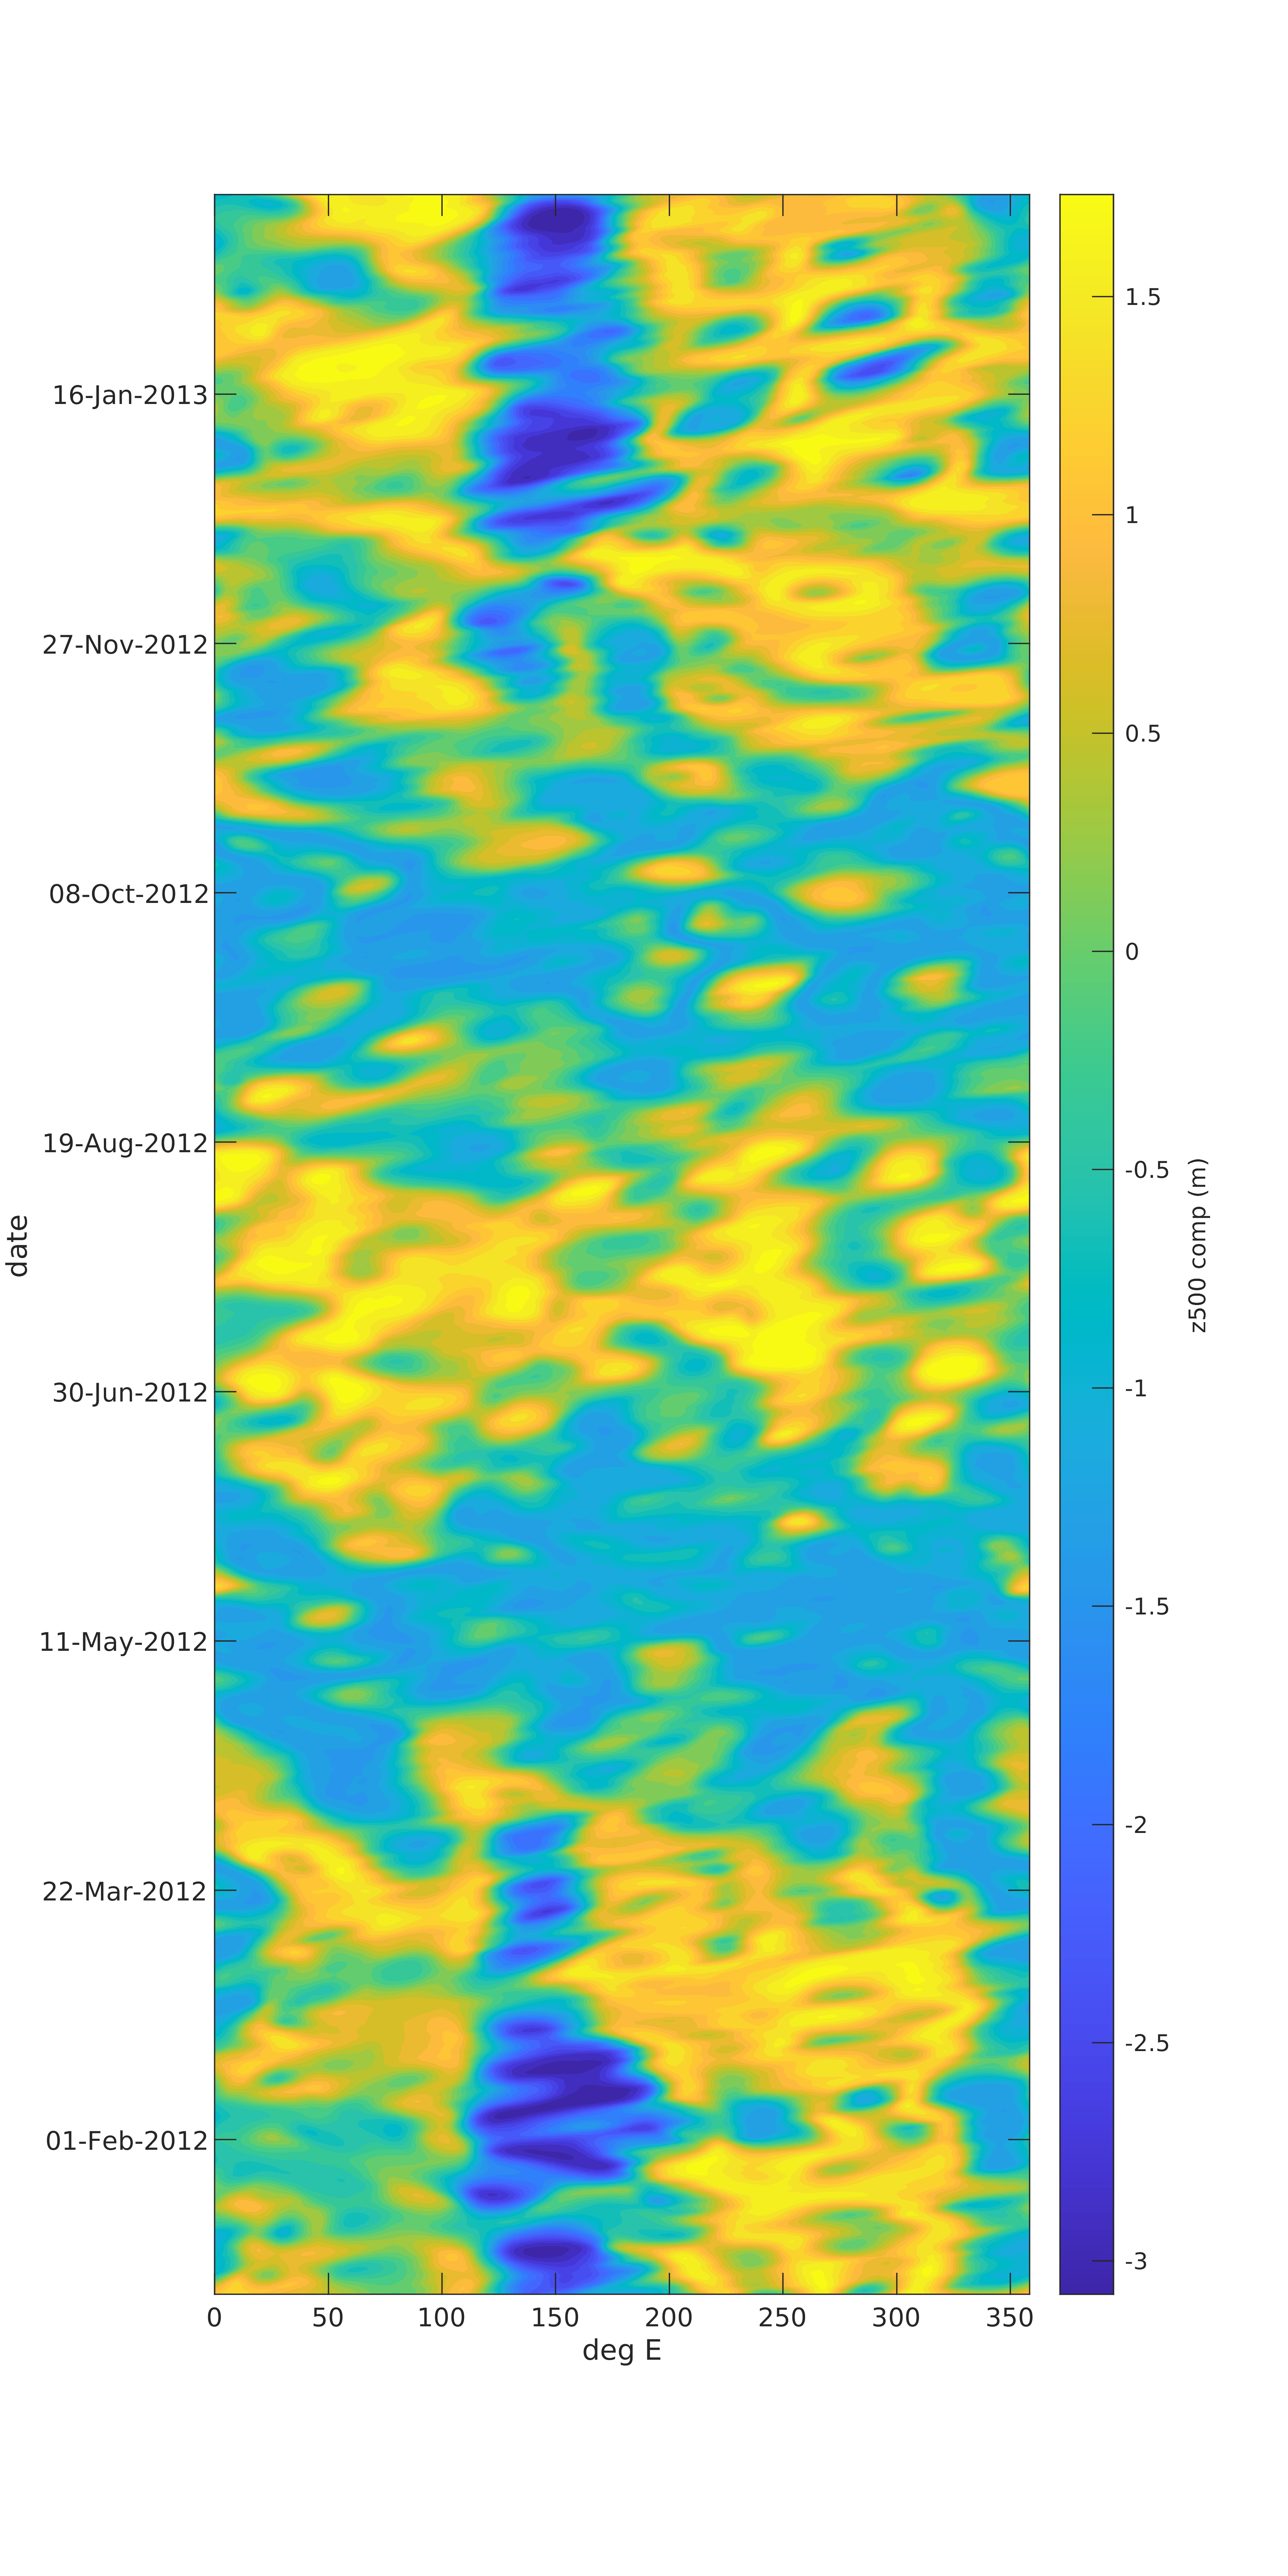 16-Jan-2013
27-Nov-2012
08-Oct-2012
19-Aug-2012
30-Jun-2012
11-May-2012
22-Mar-2012
01-Feb-2012
date
0 50 100 150 200 250 300 350
deg E
1.5
1
0.5
0
-0.5
-1
-1.5
-2
-2.5
-3
z500 comp (m)